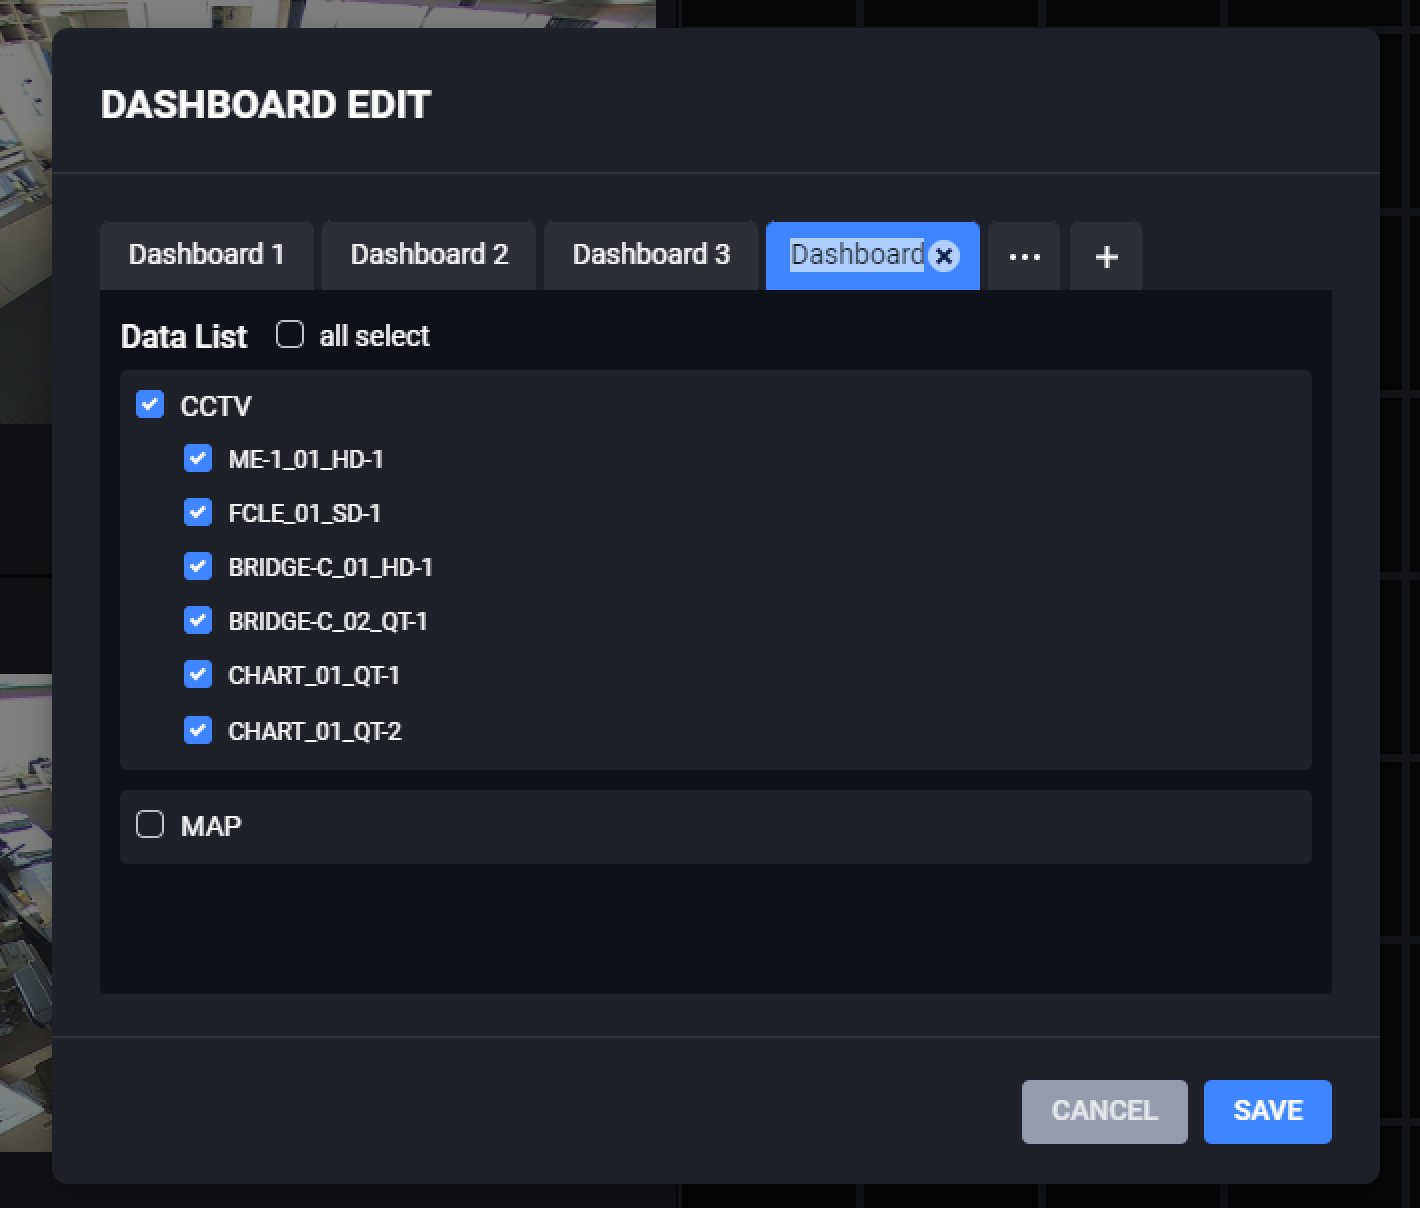 DASHBOARD EDIT
Dashboard 1 Dashboard 2 Dashboard 3 Dashboard ... +
Data List all select
CCTV
ME-1_01_HD-1
FCLE_01_SD-1
BRIDGE-C_01_HD-1
BRIDGE-C_02_QT-1
CHART_01_QT-1
CHART_01_QT-2
MAP
CANCEL SAVE